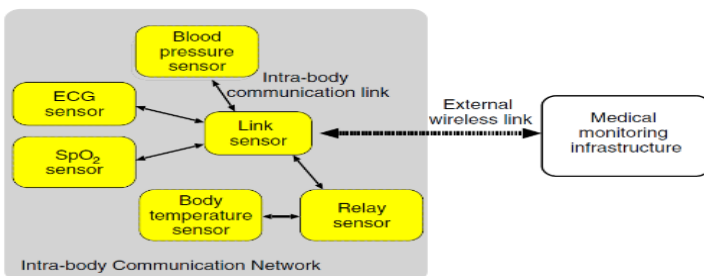 Blood
pressure
sensor
Intra-body
communication link
ECG
sensor
External
wireless link
Link
sensor
Medical
monitoring
infrastructure
SpO₂
sensor
Body
temperature
sensor
Relay
sensor
Intra-body Communication Network